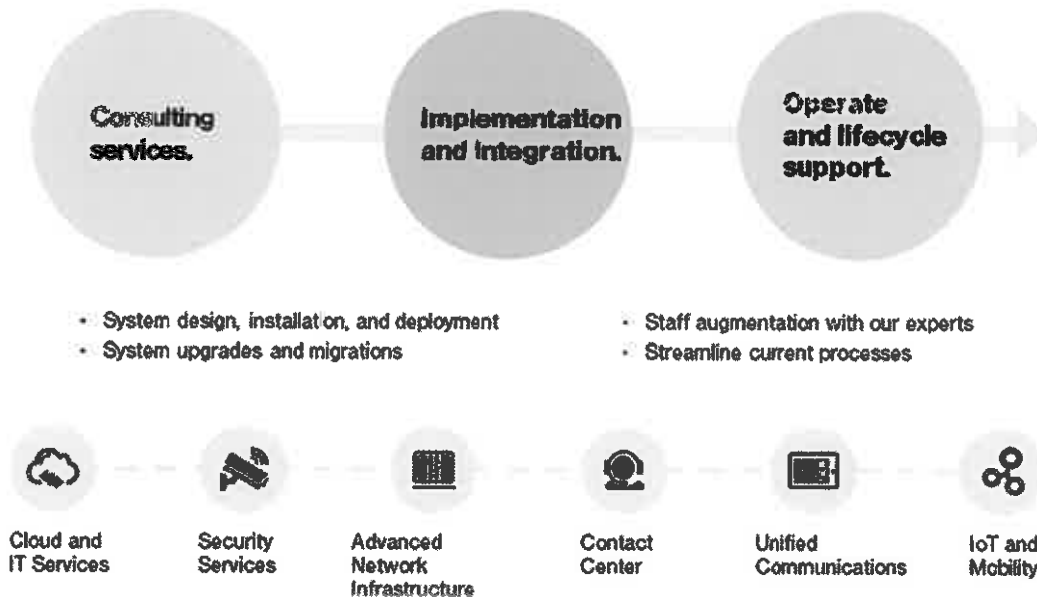 Consulting
services.
Implementation
and integration.
Operate
and lifecycle
support.
• System design, installation, and deployment
• System upgrades and migrations
• Staff augmentation with our experts
• Streamline current processes
Cloud and
IT Services
Security
Services
Advanced
Network
Infrastructure
Contact
Center
Unified
Communications
IoT and
Mobility